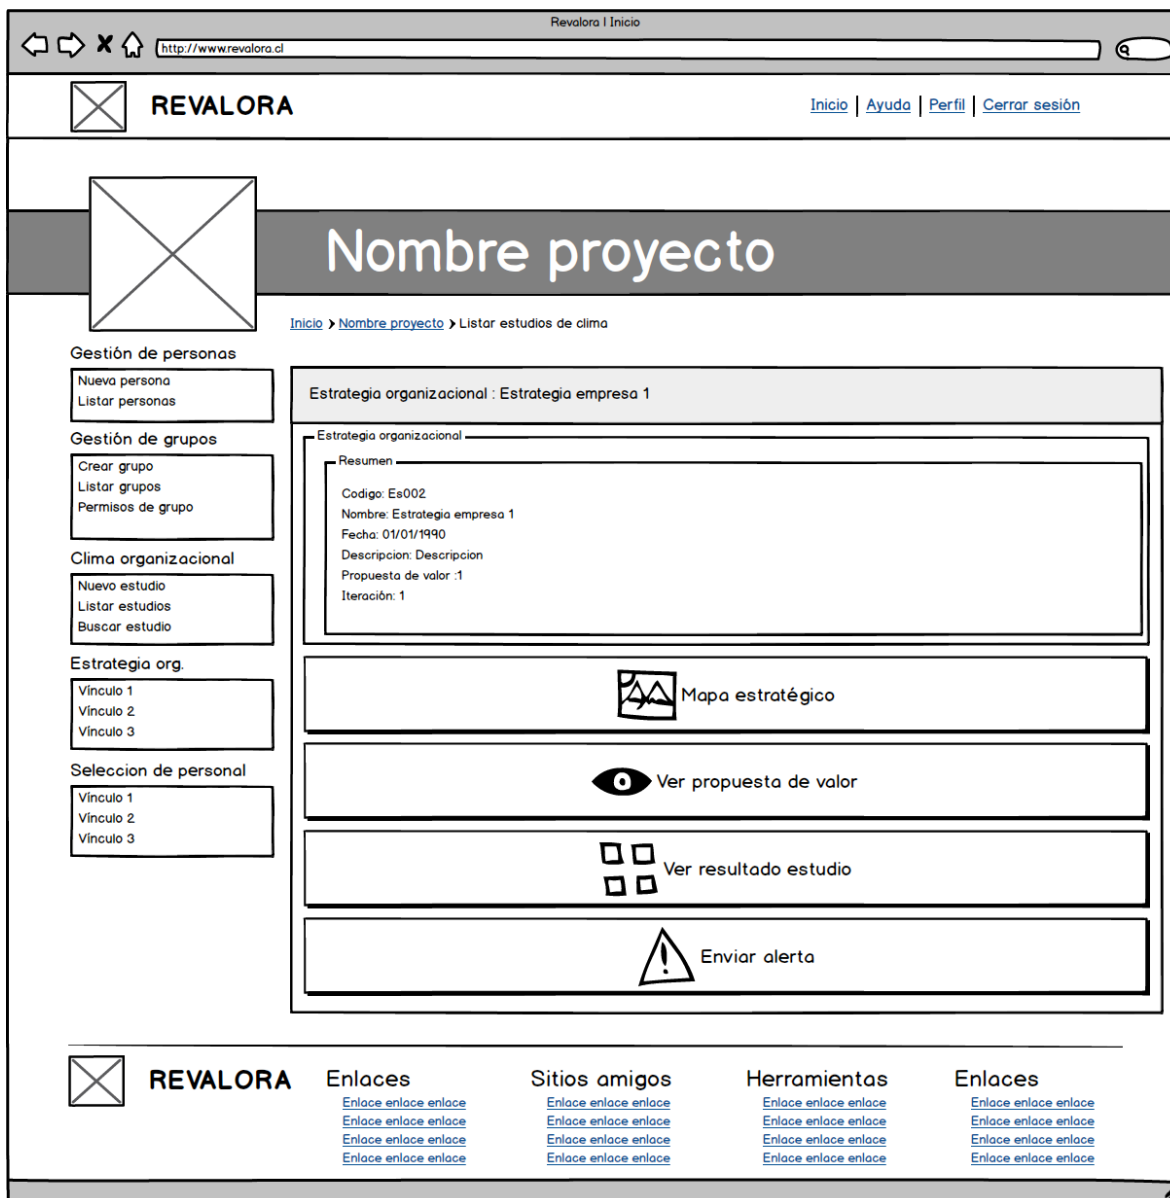 Revalora | Inicio
http://www.revalora.cl
REVALORA
Inicio | Ayuda | Perfil | Cerrar sesión
Nombre proyecto
Inicio > Nombre proyecto > Listar estudios de clima
Gestión de personas
Nueva persona
Listar personas
Gestión de grupos
Crear grupo
Listar grupos
Permisos de grupo
Clima organizacional
Nuevo estudio
Listar estudios
Buscar estudio
Estrategia org.
Vínculo 1
Vínculo 2
Vínculo 3
Seleccion de personal
Vínculo 1
Vínculo 2
Vínculo 3
Estrategia organizacional : Estrategia empresa 1
Estrategia organizacional
Resumen
Codigo: Es002
Nombre: Estrategia empresa 1
Fecha: 01/01/1990
Descripcion: Descripcion
Propuesta de valor :1
Iteración: 1
Mapa estratégico
Ver propuesta de valor
Ver resultado estudio
Enviar alerta
REVALORA
Enlaces
Enlace enlace enlace
Enlace enlace enlace
Enlace enlace enlace
Enlace enlace enlace
Sitios amigos
Enlace enlace enlace
Enlace enlace enlace
Enlace enlace enlace
Enlace enlace enlace
Herramientas
Enlace enlace enlace
Enlace enlace enlace
Enlace enlace enlace
Enlace enlace enlace
Enlaces
Enlace enlace enlace
Enlace enlace enlace
Enlace enlace enlace
Enlace enlace enlace